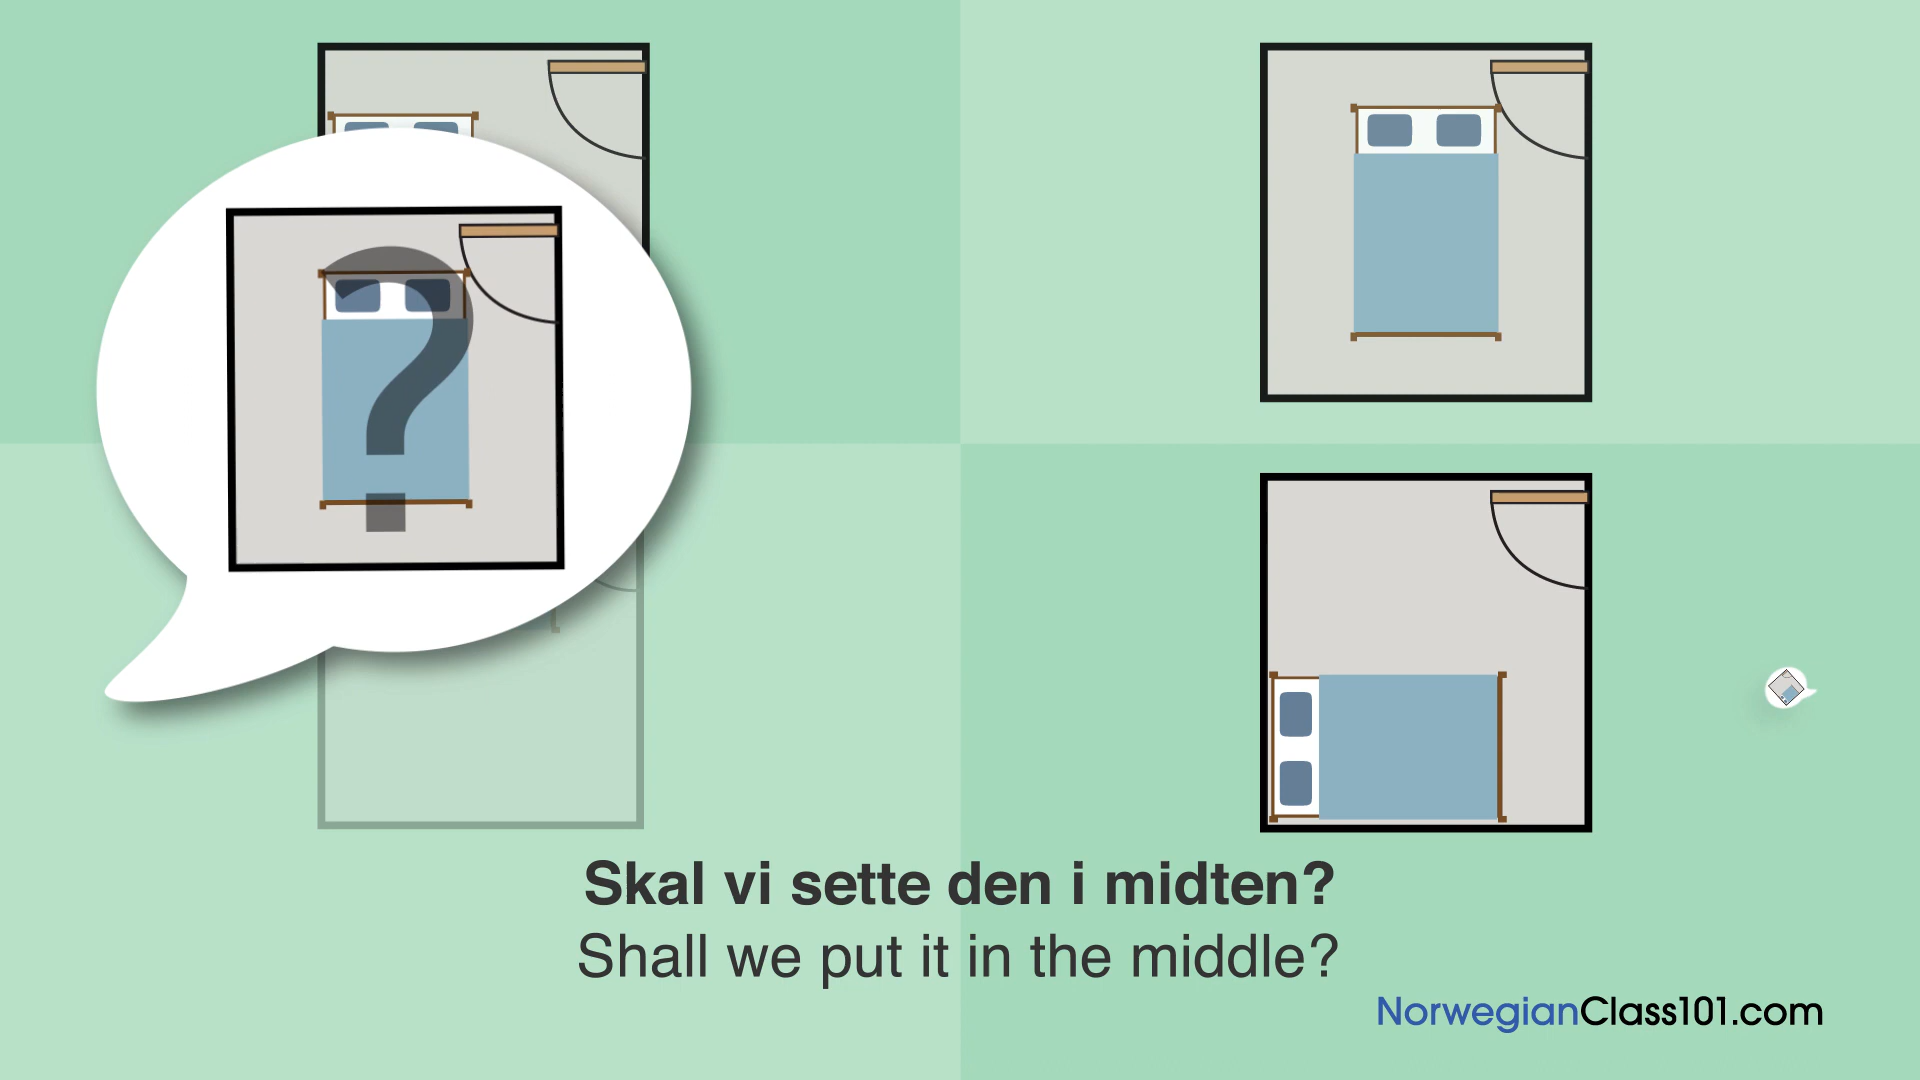 ?
Skal vi sette den i midten?
Shall we put it in the middle?
NorwegianClass101.com